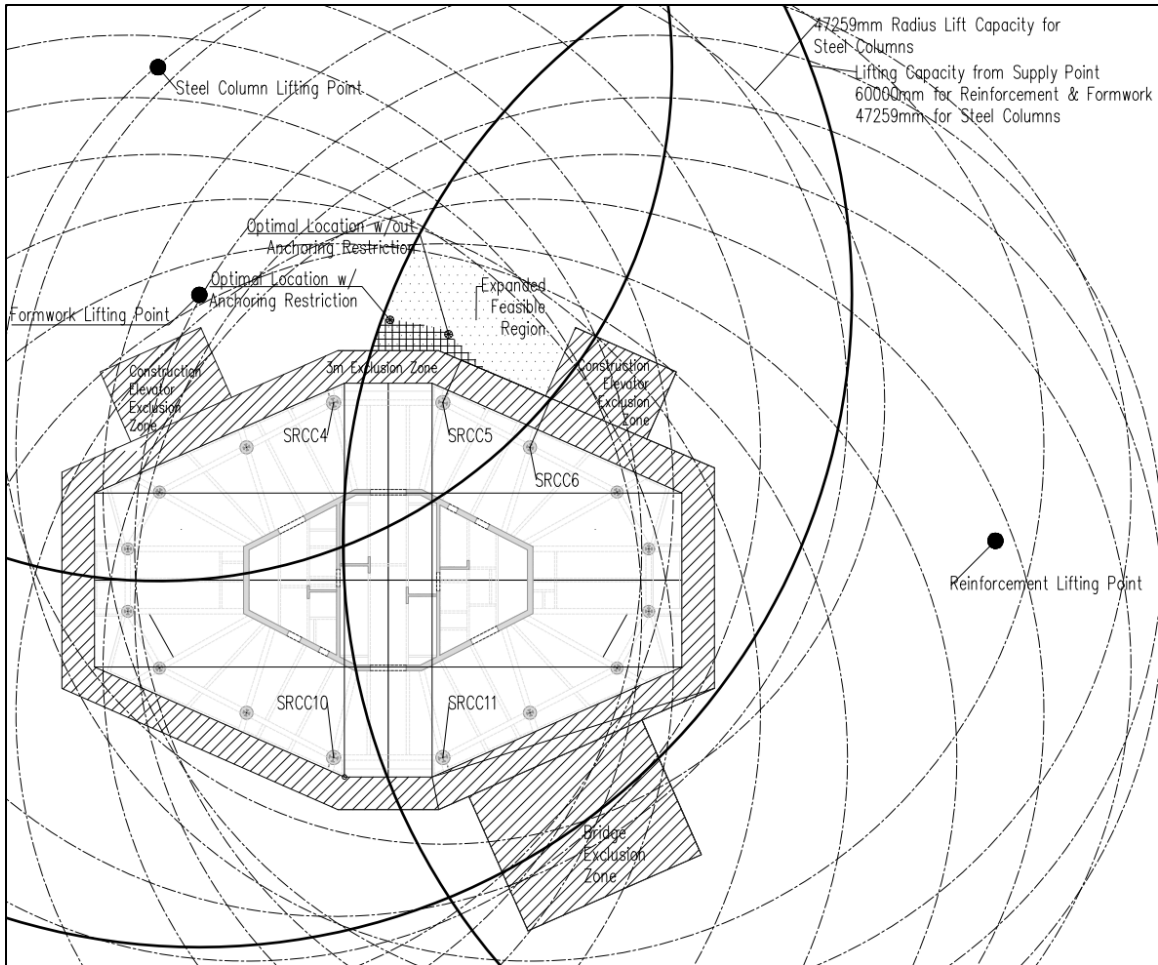 47259mm Radius Lift Capacity for
Steel Columns
Lifting Capacity from Supply Point
60000mm for Reinforcement & Formwork
47259mm for Steel Columns
Steel Column Lifting Point
Optimal Location w/out
Anchoring Restriction
Optimal Location w/
Anchoring Restriction
Expanded
Feasible
Region
Formwork Lifting Point
Construction
Elevator
Exclusion
Zone
3m Exclusion Zone
Construction
Elevator
Exclusion
Zone
SRCC4
SRCC5
SRCC6
Reinforcement Lifting Point
SRCC10
SRCC11
Bridge
Exclusion
Zone